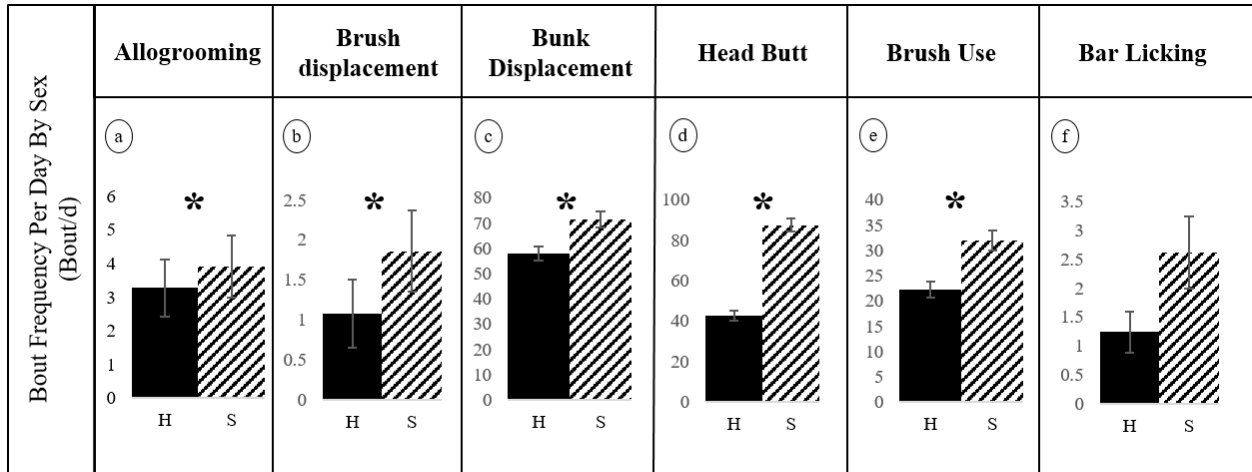 Bout Frequency Per Day By Sex
(Bout/d)
Allogrooming
Brush
displacement
Bunk
Displacement
Head Butt
Brush Use
Bar Licking
a
*
6
5
4
3
2
1
0
H S
b
*
2.5
2
1.5
1
0.5
0
H S
c
*
80
70
60
50
40
30
20
10
0
H S
d
*
100
80
60
40
20
0
H S
e
*
40
35
30
25
20
15
10
5
0
H S
f
3.5
3
2.5
2
1.5
1
0.5
0
H S